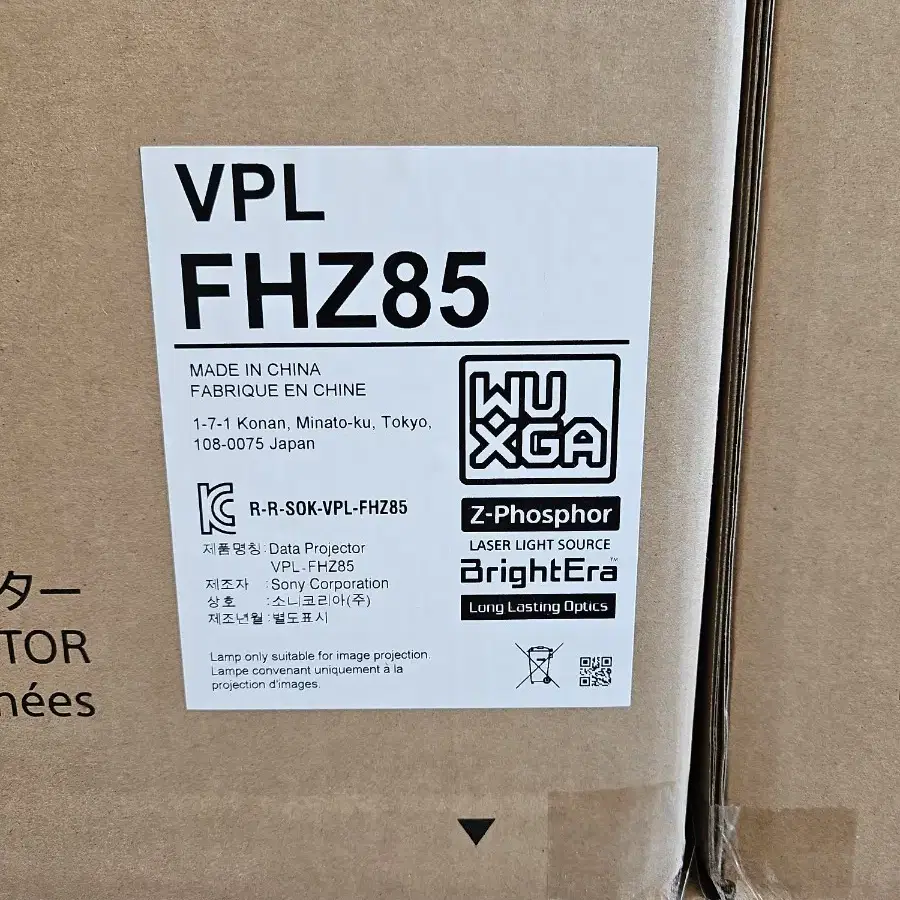 VPL
FHZ85
MADE IN CHINA
FABRIQUE EN CHINE
1-7-1 Konan, Minato-ku, Tokyo,
108-0075 Japan
WU
XGA
R-R-SOK-VPL-FHZ85
Z-Phosphor
LASER LIGHT SOURCE
BrightEra™
Long Lasting Optics
제품명칭: Data Projector
VPL-FHZ85
제조자 : Sony Corporation
상호 : 소니코리아(주)
제조년월 : 별도표시
Lamp only suitable for image projection.
Lampe convenant uniquement à la
projection d'images.
ター
TOR
nées